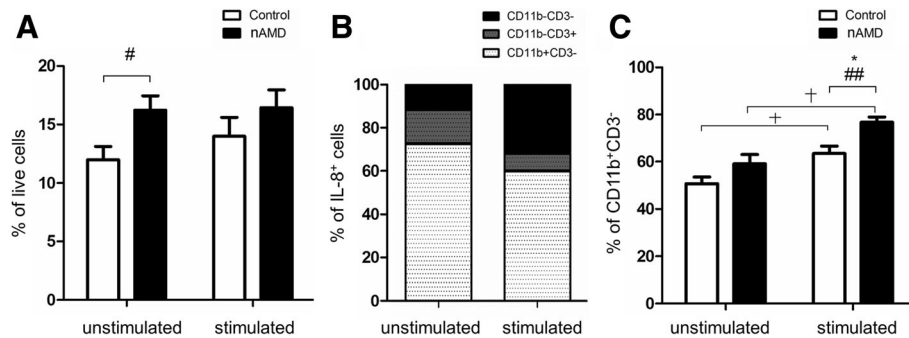 A
Control
nAMD
#
% of live cells
20
15
10
5
0
unstimulated
stimulated
B
CD11b-CD3-
CD11b-CD3+
CD11b+CD3-
% of IL-8⁺ cells
100
80
60
40
20
0
unstimulated
stimulated
C
Control
nAMD
*
##
+
+
% of CD11b⁺CD3⁻
100
80
60
40
20
0
unstimulated
stimulated